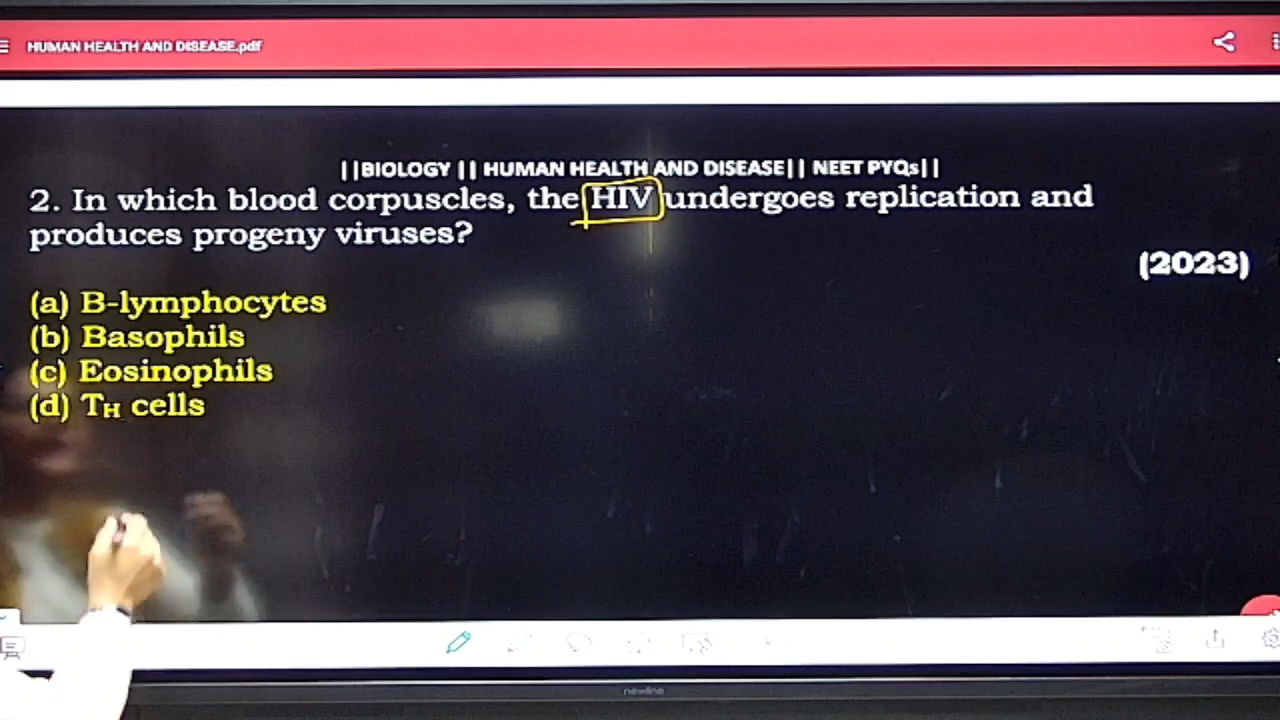 HUMAN HEALTH AND DISEASE.pdf
||BIOLOGY || HUMAN HEALTH AND DISEASE|| NEET PYQs||
2. In which blood corpuscles, the HIV undergoes replication and
produces progeny viruses?
(2023)
(a) B-lymphocytes
(b) Basophils
(c) Eosinophils
(d) TH cells
newline